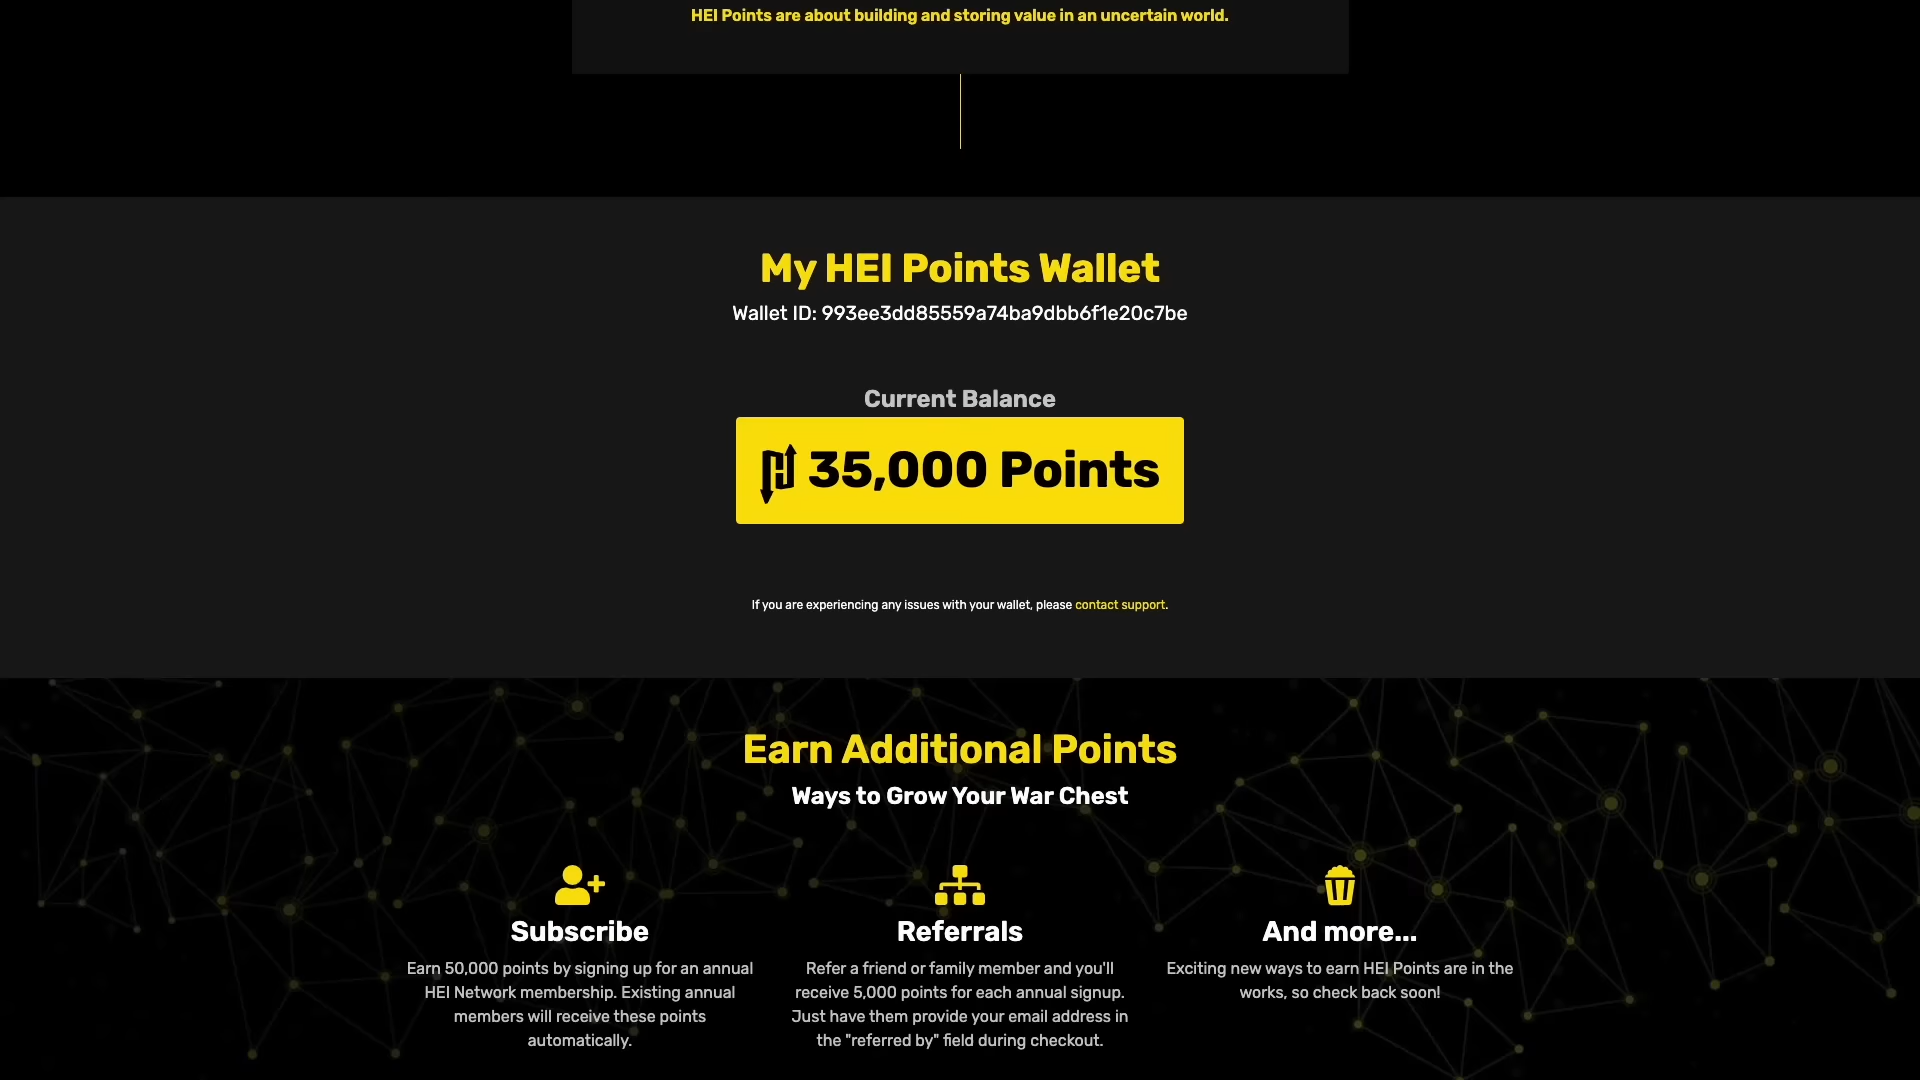 HEI Points are about building and storing value in an uncertain world.
My HEI Points Wallet
Wallet ID: 993ee3dd85559a74ba9dbb6f1e20c7be
Current Balance
35,000 Points
If you are experiencing any issues with your wallet, please contact support.
Earn Additional Points
Ways to Grow Your War Chest
Subscribe
Earn 50,000 points by signing up for an annual
HEI Network membership. Existing annual
members will receive these points
automatically.
Referrals
Refer a friend or family member and you'll
receive 5,000 points for each annual signup.
Just have them provide your email address in
the "referred by" field during checkout.
And more...
Exciting new ways to earn HEI Points are in the
works, so check back soon!